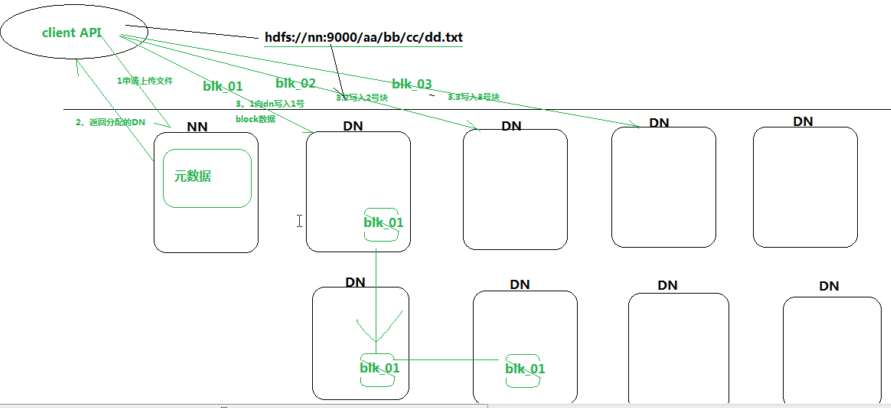 client API
hdfs://nn:9000/aa/bb/cc/dd.txt
1申请上传文件
blk_01
blk_02
blk_03
3.2写入2号块
3.3写入3号块
3、1向dn写入1号
block数据
2、返回分配的DN
NN
DN
DN
DN
DN
元数据
blk_01
DN
DN
DN
DN
blk_01
blk_01